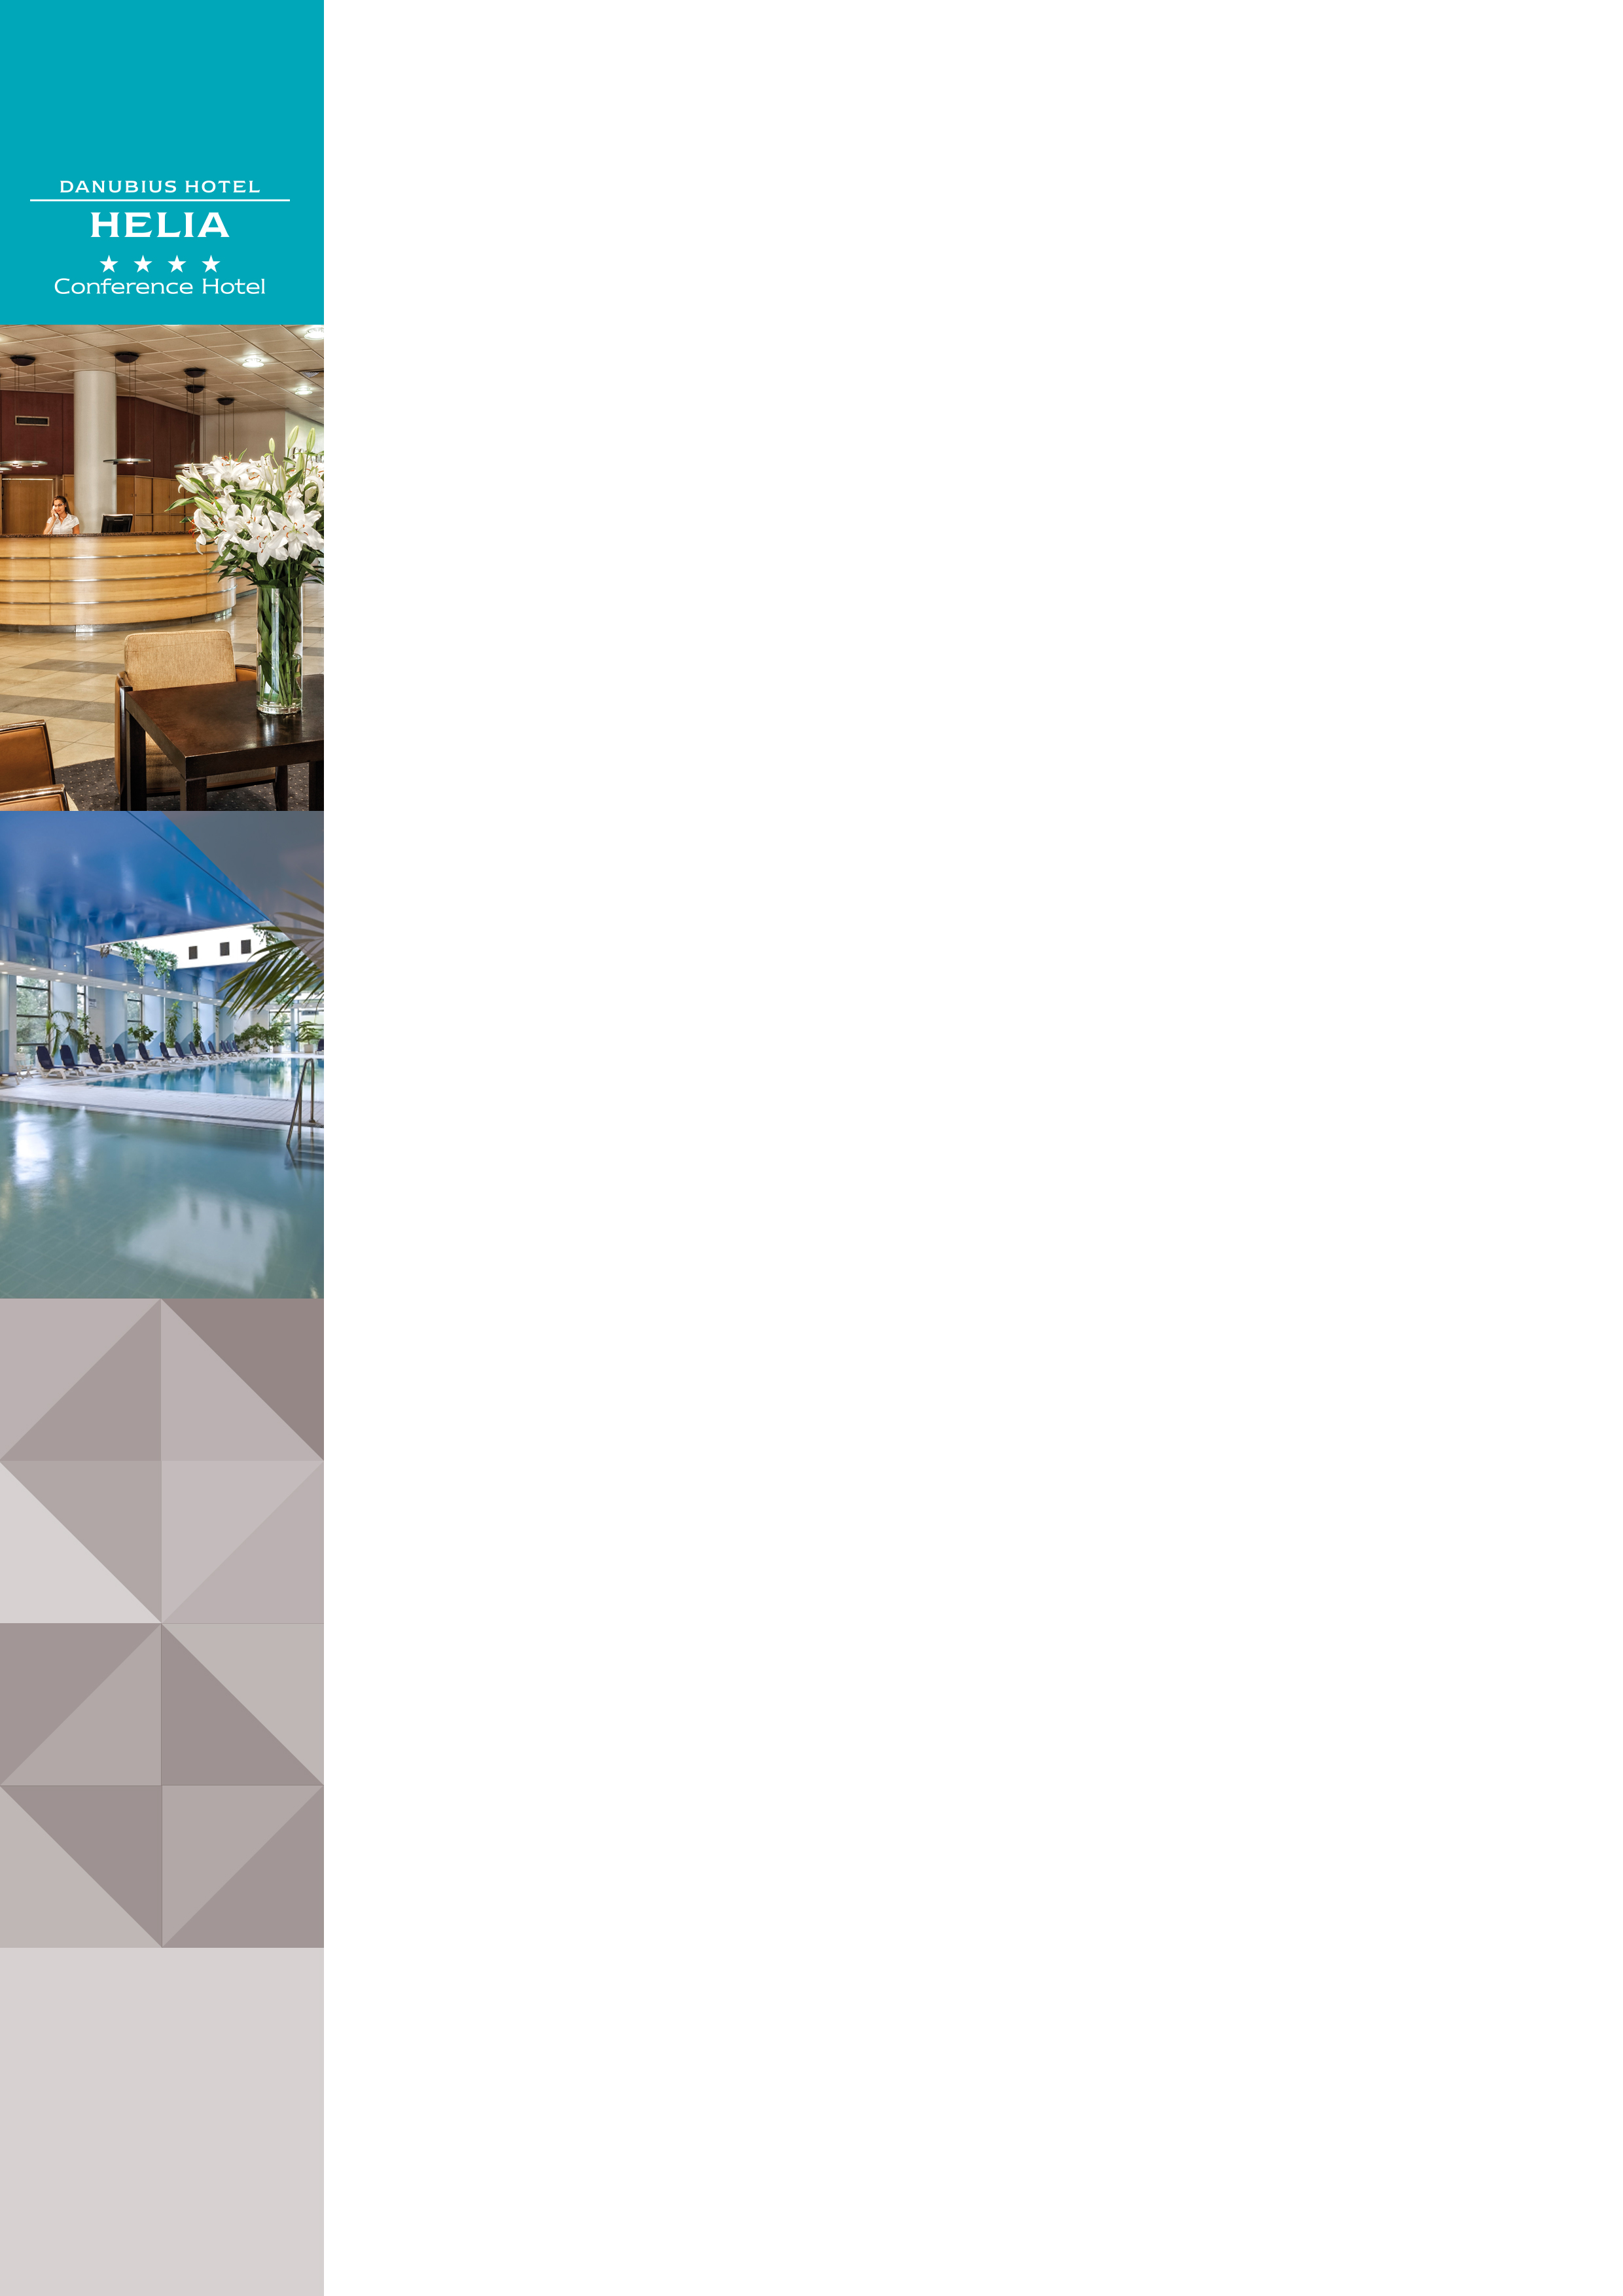 DANUBIUS HOTEL
HELIA
★ ★ ★ ★
Conference Hotel